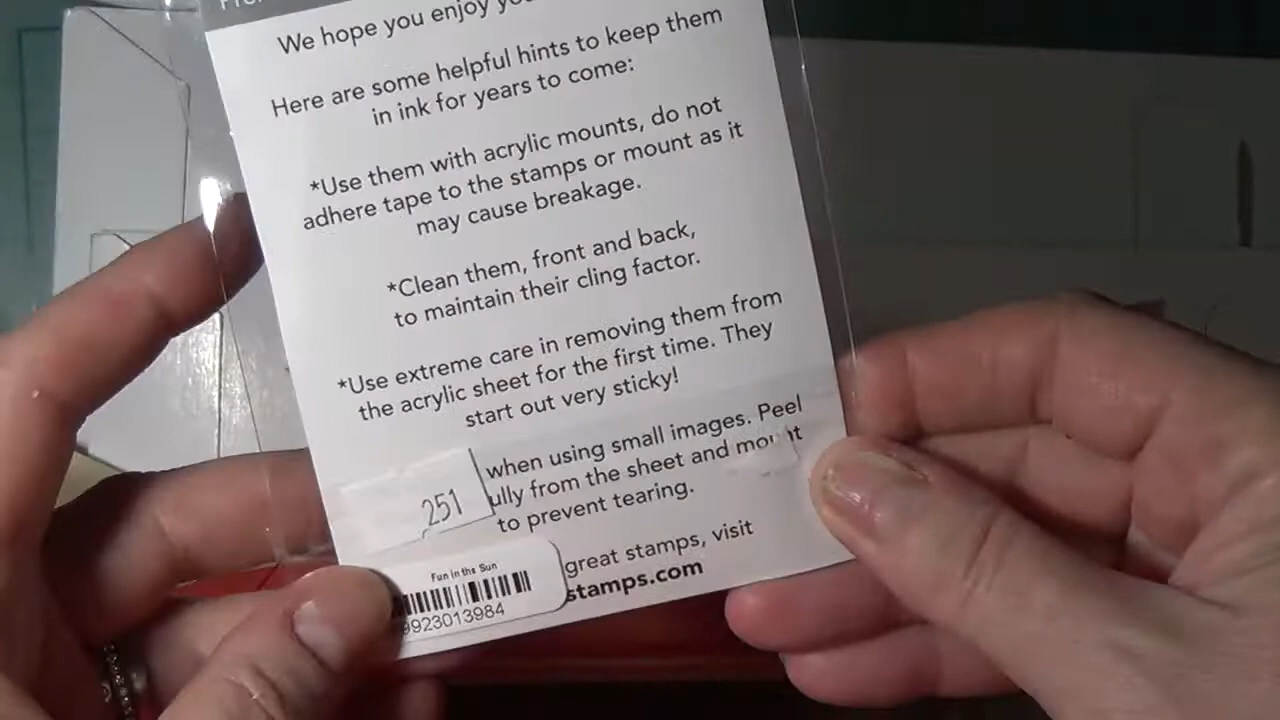 We hope you enjoy
Here are some helpful hints to keep them
in ink for years to come:
*Use them with acrylic mounts, do not
adhere tape to the stamps or mount as it
may cause breakage.
*Clean them, front and back,
to maintain their cling factor.
*Use extreme care in removing them from
the acrylic sheet for the first time. They
start out very sticky!
when using small images. Peel
ully from the sheet and mount
251
to prevent tearing.
great stamps, visit
stamps.com
Fun in the Sun
9923013984